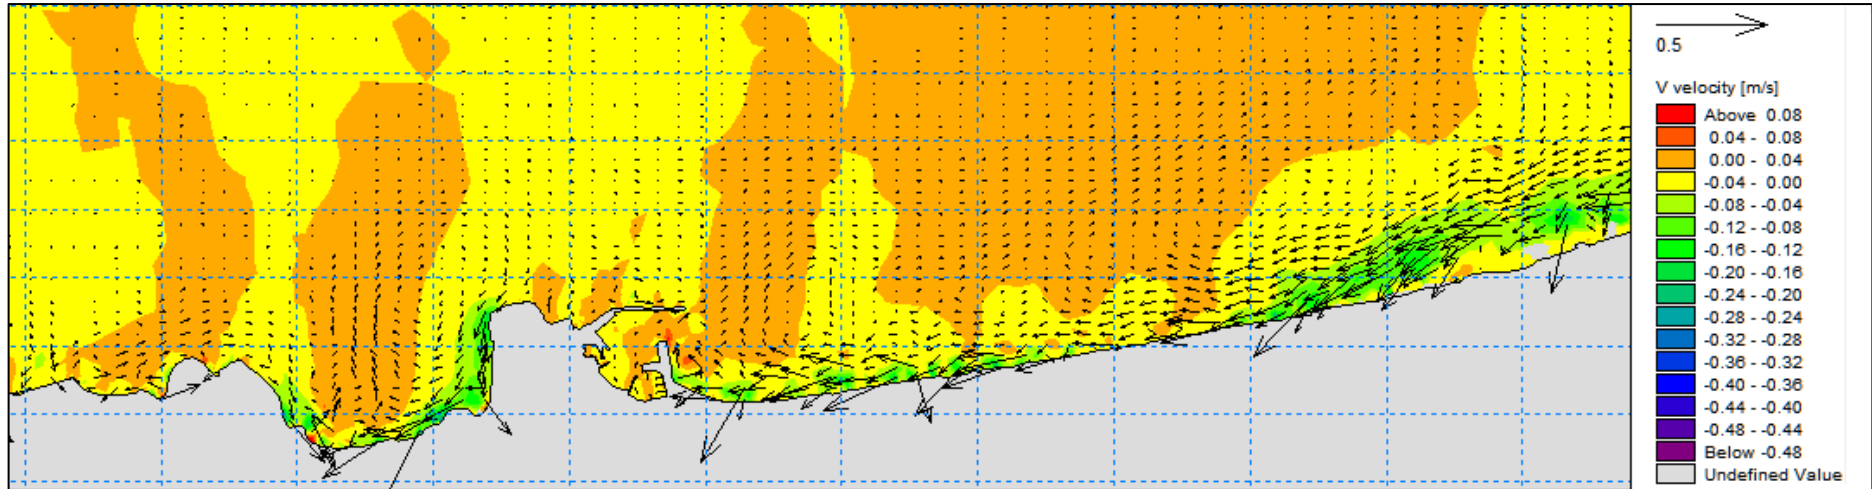 0.5
V velocity [m/s]
Above 0.08
0.04 - 0.08
0.00 - 0.04
-0.04 - 0.00
-0.08 - -0.04
-0.12 - -0.08
-0.16 - -0.12
-0.20 - -0.16
-0.24 - -0.20
-0.28 - -0.24
-0.32 - -0.28
-0.36 - -0.32
-0.40 - -0.36
-0.44 - -0.40
-0.48 - -0.44
Below -0.48
Undefined Value